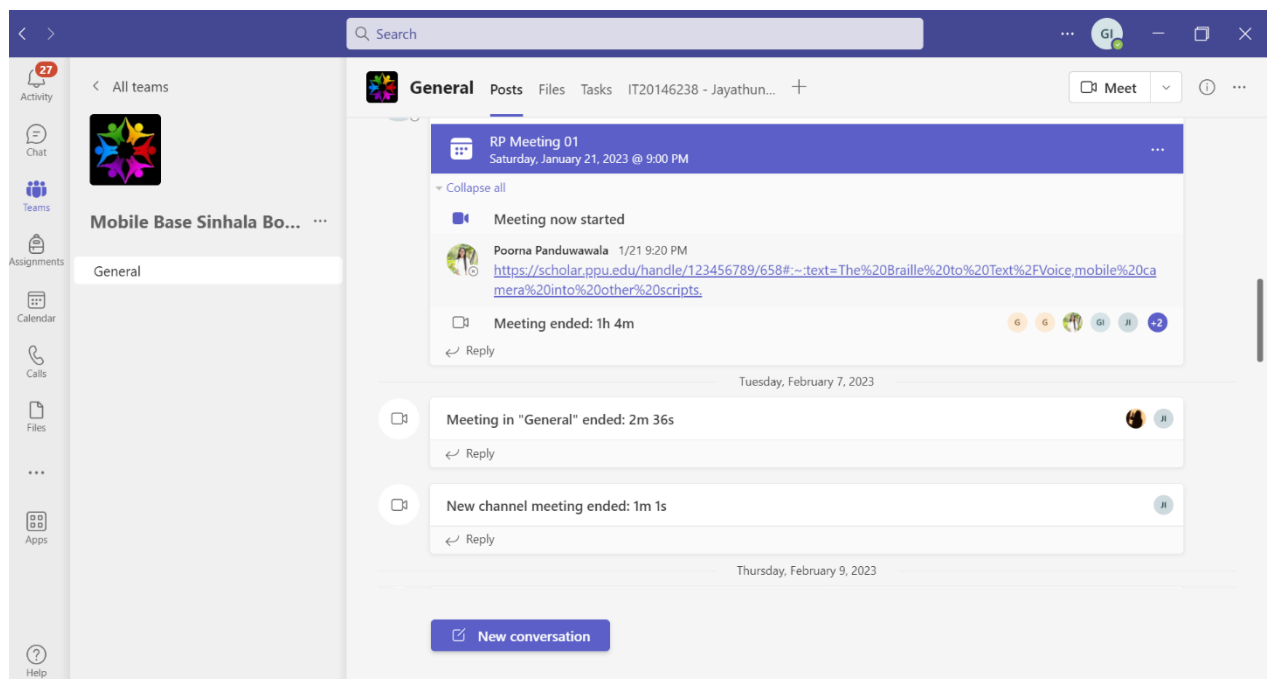 Search
GI
27
Activity
Chat
Teams
Assignments
Calendar
Calls
Files
Apps
Help
All teams
Mobile Base Sinhala Bo...
General
General Posts Files Tasks IT20146238 - Jayathun...
Meet
RP Meeting 01
Saturday, January 21, 2023 @ 9:00 PM
Collapse all
Meeting now started
Poorna Panduwawala 1/21 9:20 PM
https://scholar.ppu.edu/handle/123456789/658#:~:text=The%20Braille%20to%20Text%2FVoice,mobile%20ca
mera%20into%20other%20scripts.
Meeting ended: 1h 4m
G G GI JI +2
Reply
Tuesday, February 7, 2023
Meeting in "General" ended: 2m 36s
JI
Reply
New channel meeting ended: 1m 1s
JI
Reply
Thursday, February 9, 2023
New conversation